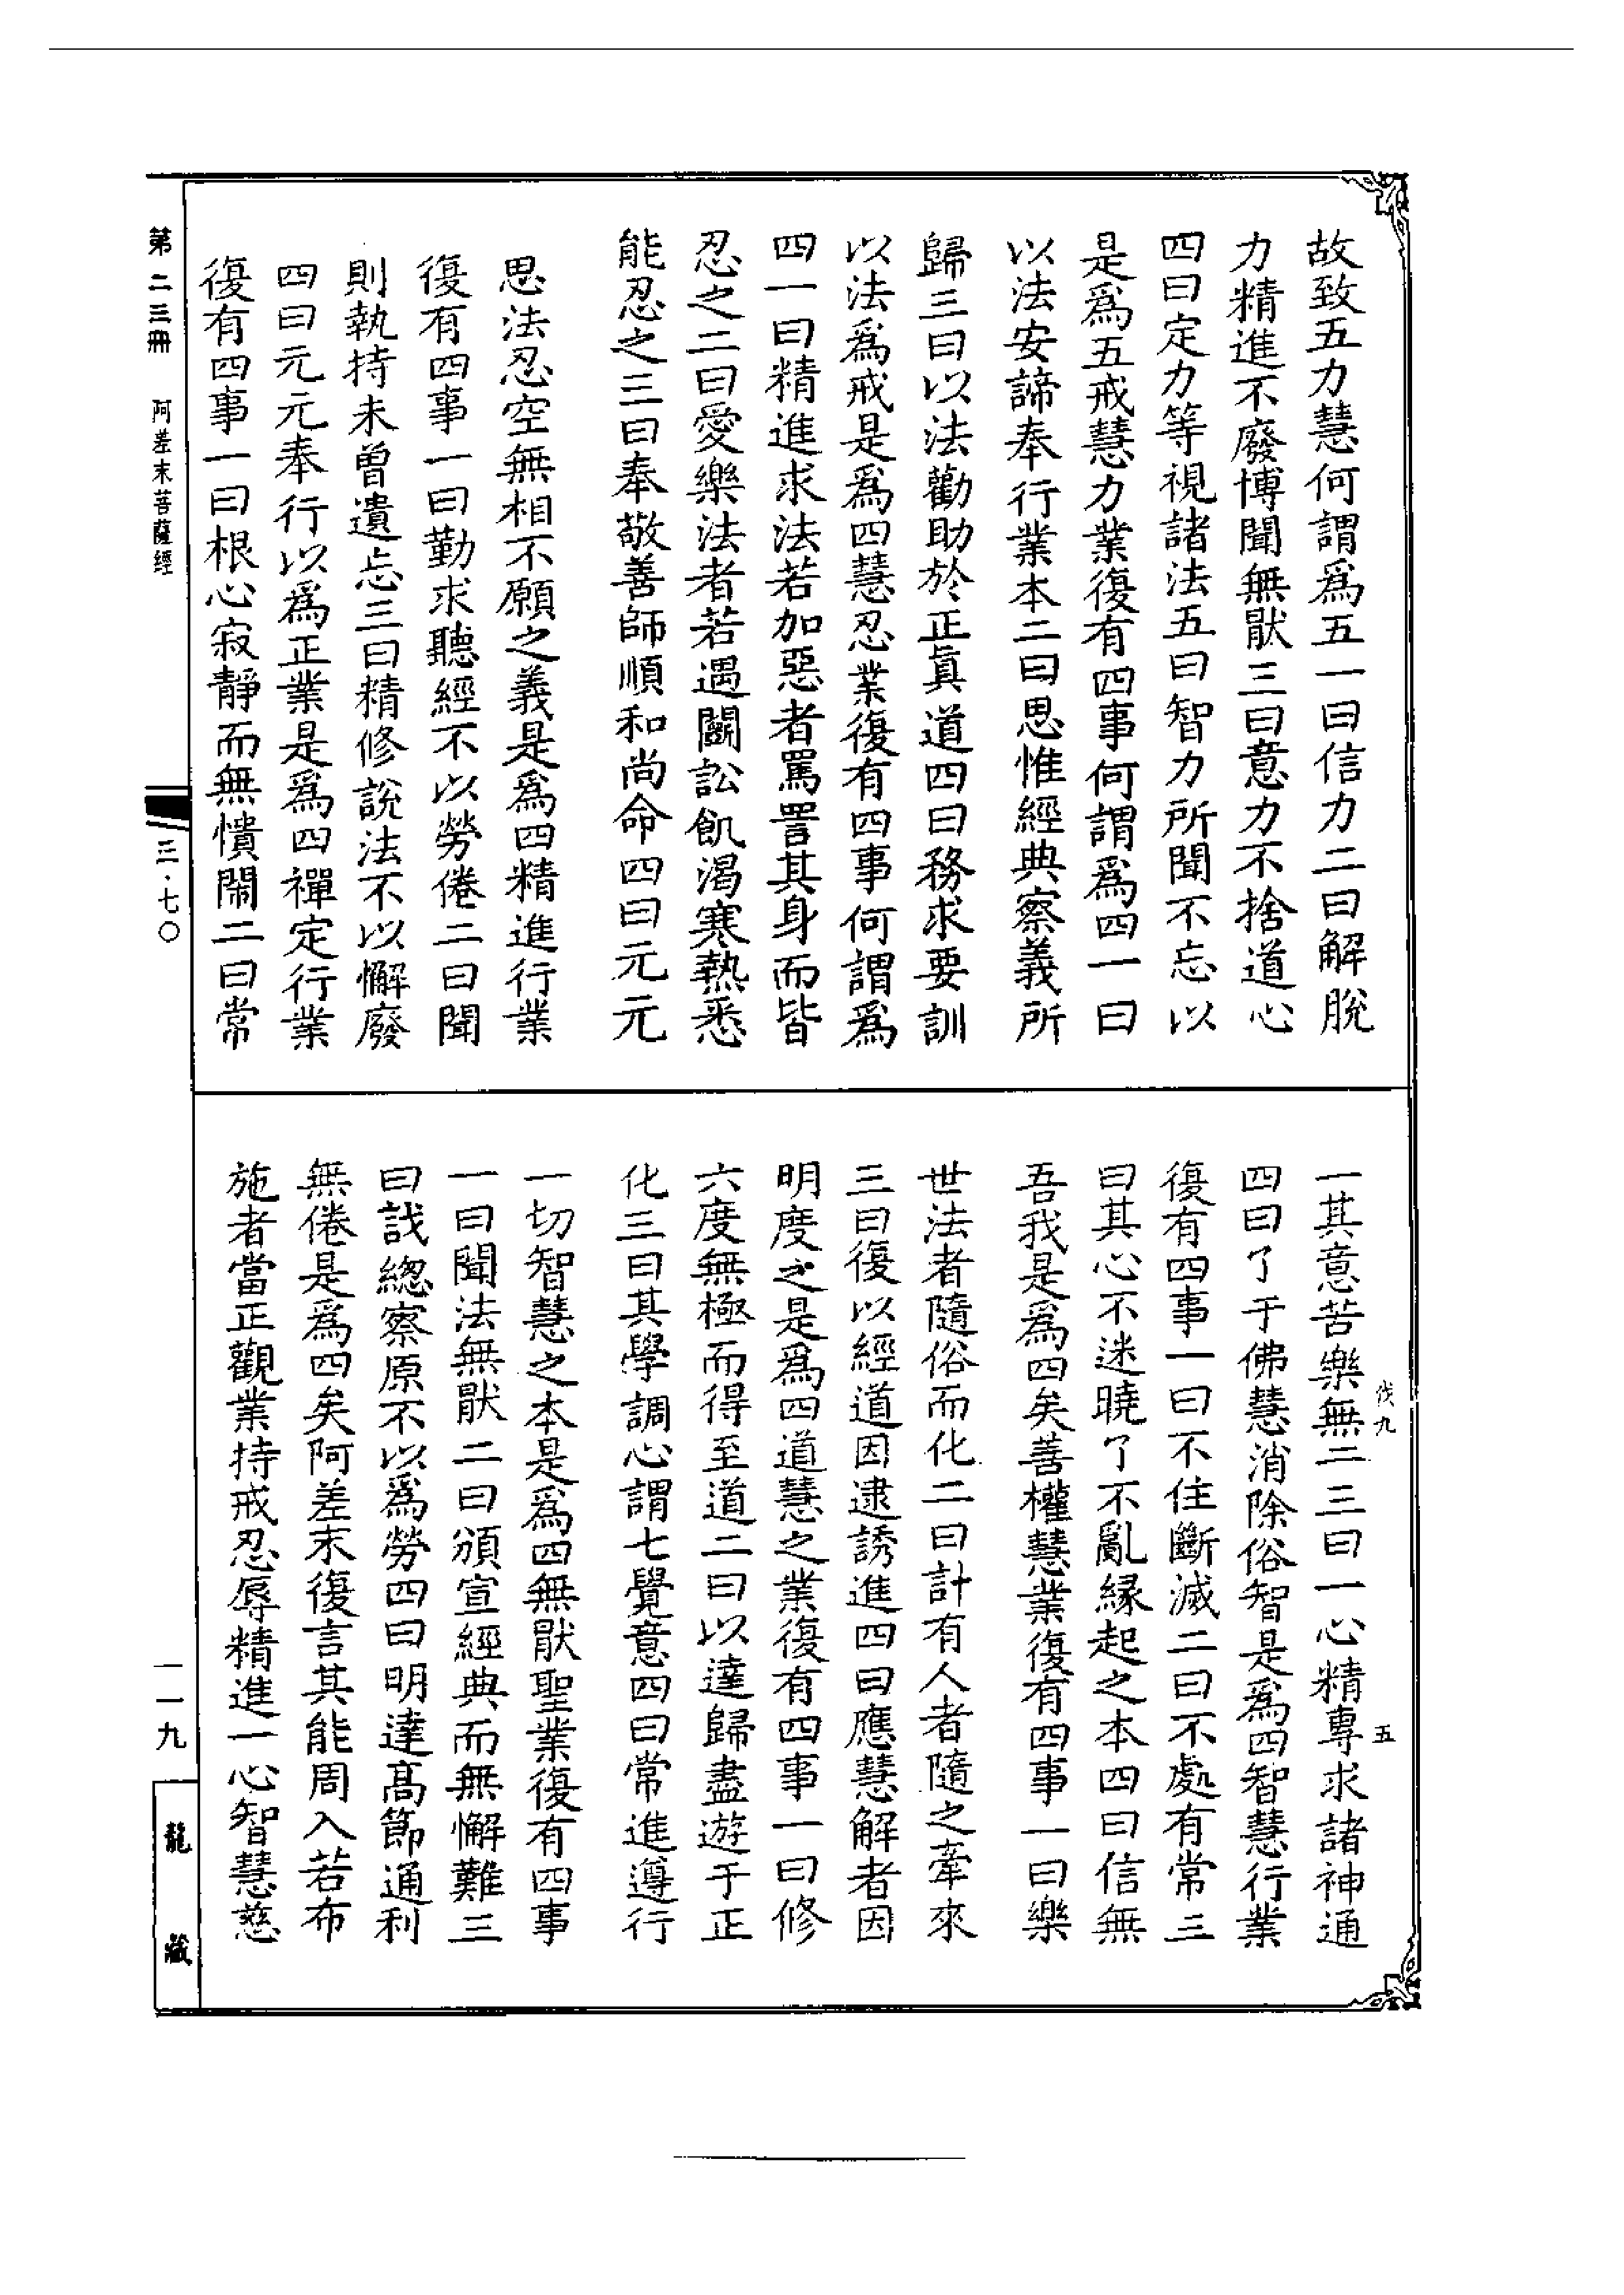 故致五力慧何謂爲五一曰信力二曰解脫
力精進不廢博聞無猒三曰意力不捨道心
四曰定力等視諸法五曰智力所聞不忘以
是爲五戒慧力業復有四事何謂爲四一曰
以法安諦奉行業本二曰思惟經典察義所
歸三曰以法勸助於正眞道四曰務求要訓
以法爲戒是爲四慧忍業復有四事何謂爲
四一曰精進求法若加惡者罵詈其身而皆
忍之二曰愛樂法者若遇鬭訟飢渴寒熱悉
能忍之三曰奉敬善師順和尚命四曰元元
思法忍空無相不願之義是爲四精進行業
復有四事一曰勤求聽經不以勞倦二曰聞
則執持未曾遺忘三曰精修說法不以懈廢
四曰元元奉行以爲正業是爲四禪定行業
復有四事一曰根心寂靜而無憒閙二曰常
一其意苦樂無二三曰一心精專求諸神通
四曰了于佛慧消除俗智是爲四智慧行業
復有四事一曰不住斷滅二曰不處有常三
曰其心不迷曉了不亂緣起之本四曰信無
吾我是爲四矣善權慧業復有四事一曰樂
世法者隨俗而化二曰計有人者隨之牽來
三曰復以經道因逮誘進四曰應慧解者因
明度之是爲四道慧之業復有四事一曰修
六度無極而得至道二曰以達歸盡遊于正
化三曰其學調心謂七覺意四曰常進遵行
一切智慧之本是爲四無猒聖業復有四事
一曰聞法無猒二曰頒宣經典而無懈難三
曰諓總察原不以爲勞四曰明達高節通利
無倦是爲四矣阿差末復言其能周入若布
施者當正觀業持戒忍辱精進一心智慧慈
伐九
五
第二三冊
阿差末菩薩經
三·七〇
一一九
龍藏